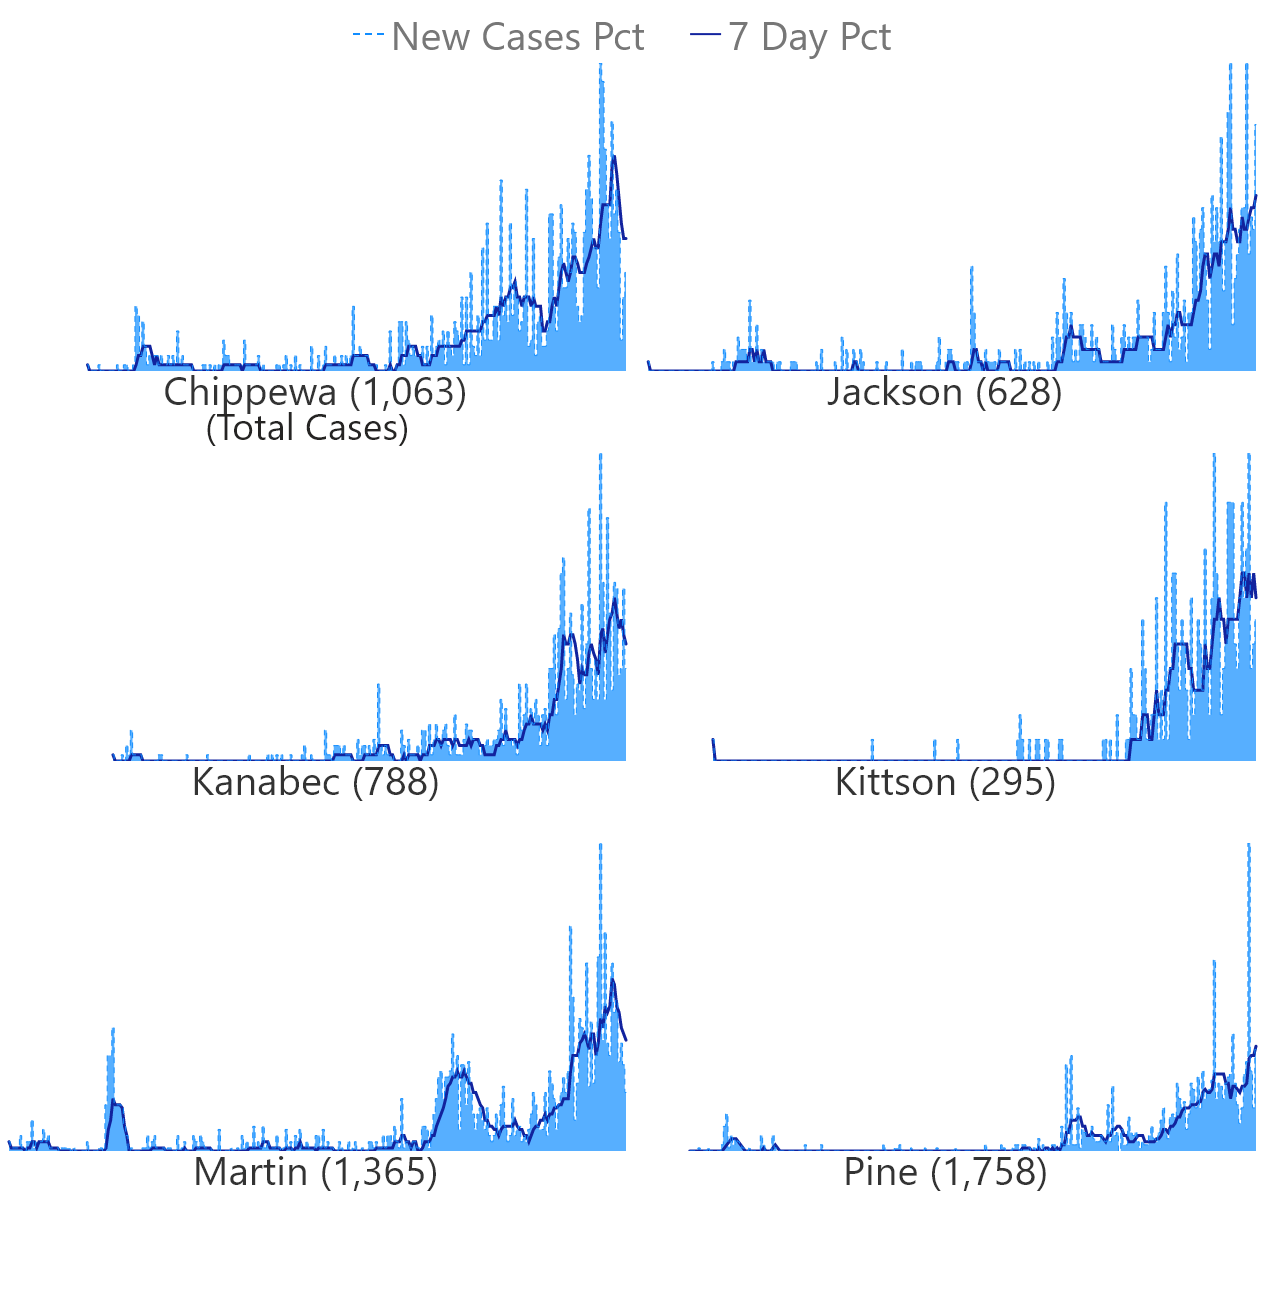 New Cases Pct 7 Day Pct
Chippewa (1,063) Jackson (628)
(Total Cases)
Kanabec (788) Kittson (295)
Martin (1,365) Pine (1,758)